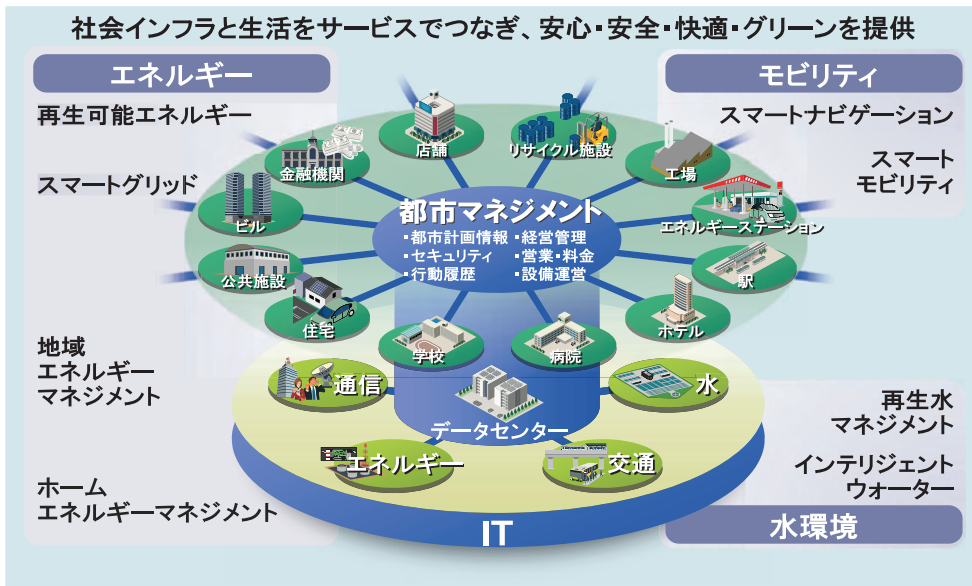 社会インフラと生活をサービスでつなぎ、安心・安全・快適・グリーンを提供
エネルギー
再生可能エネルギー
スマートグリッド
地域
エネルギー
マネジメント
ホーム
エネルギーマネジメント
モビリティ
スマートナビゲーション
スマート
モビリティ
店舗
リサイクル施設
金融機関
工場
ビル
エネルギーステーション
公共施設
駅
住宅
ホテル
学校
病院
都市マネジメント
・都市計画情報
・経営管理
・セキュリティ
・営業・料金
・行動履歴
・設備運営
通信
水
データセンター
エネルギー
交通
IT
再生水
マネジメント
インテリジェント
ウォーター
水環境